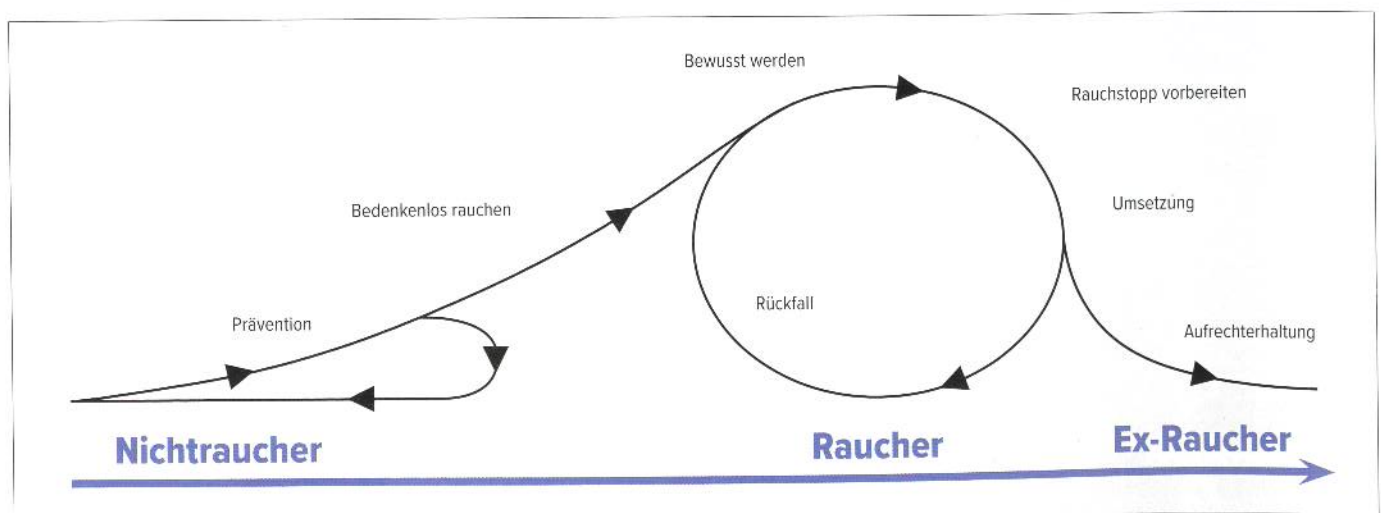 Bewusst werden
Rauchstopp vorbereiten
Bedenkenlos rauchen
Umsetzung
Rückfall
Prävention
Aufrechterhaltung
Nichtraucher
Raucher
Ex-Raucher